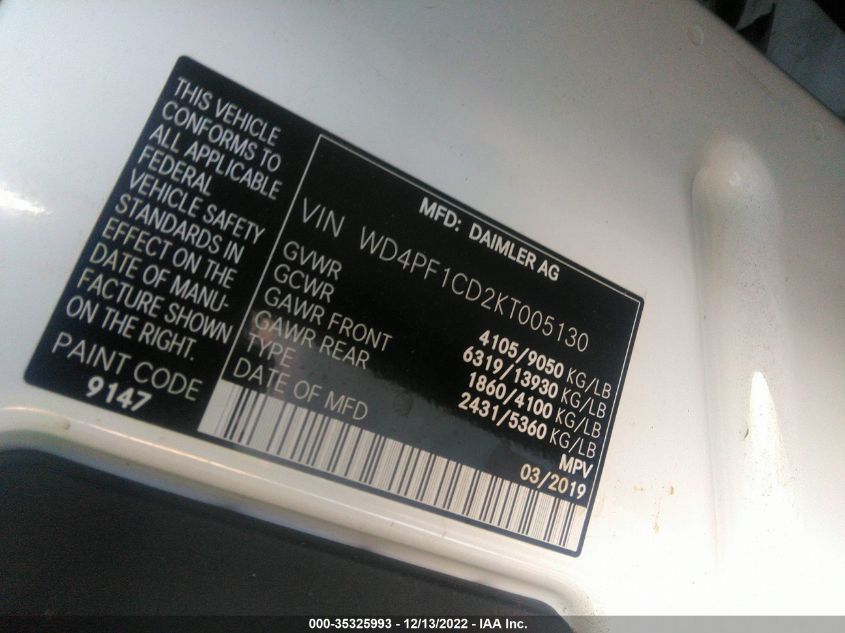 THIS VEHICLE
CONFORMS TO
ALL APPLICABLE
FEDERAL
VEHICLE SAFETY
STANDARDS IN
EFFECT ON THE
DATE OF MANU-
FACTURE SHOWN
ON THE RIGHT.
PAINT CODE
9147
MFD: DAIMLER AG
VIN WD4PF1CD2KT005130
GVWR 4105/9050 KG/LB
GCWR 6319/13930 KG/LB
GAWR FRONT 1860/4100 KG/LB
GAWR REAR 2431/5360 KG/LB
TYPE MPV
DATE OF MFD 03/2019
000-35325993 - 12/13/2022 - IAA Inc.